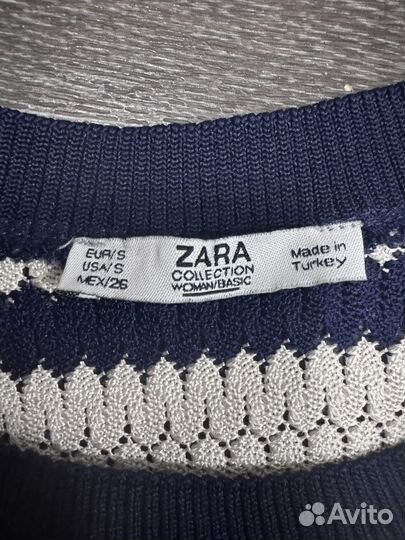 EUR/S
USA/S
MEX/26
ZARA
COLLECTION
WOMAN/BASIC
Made in
Turkey
Avito